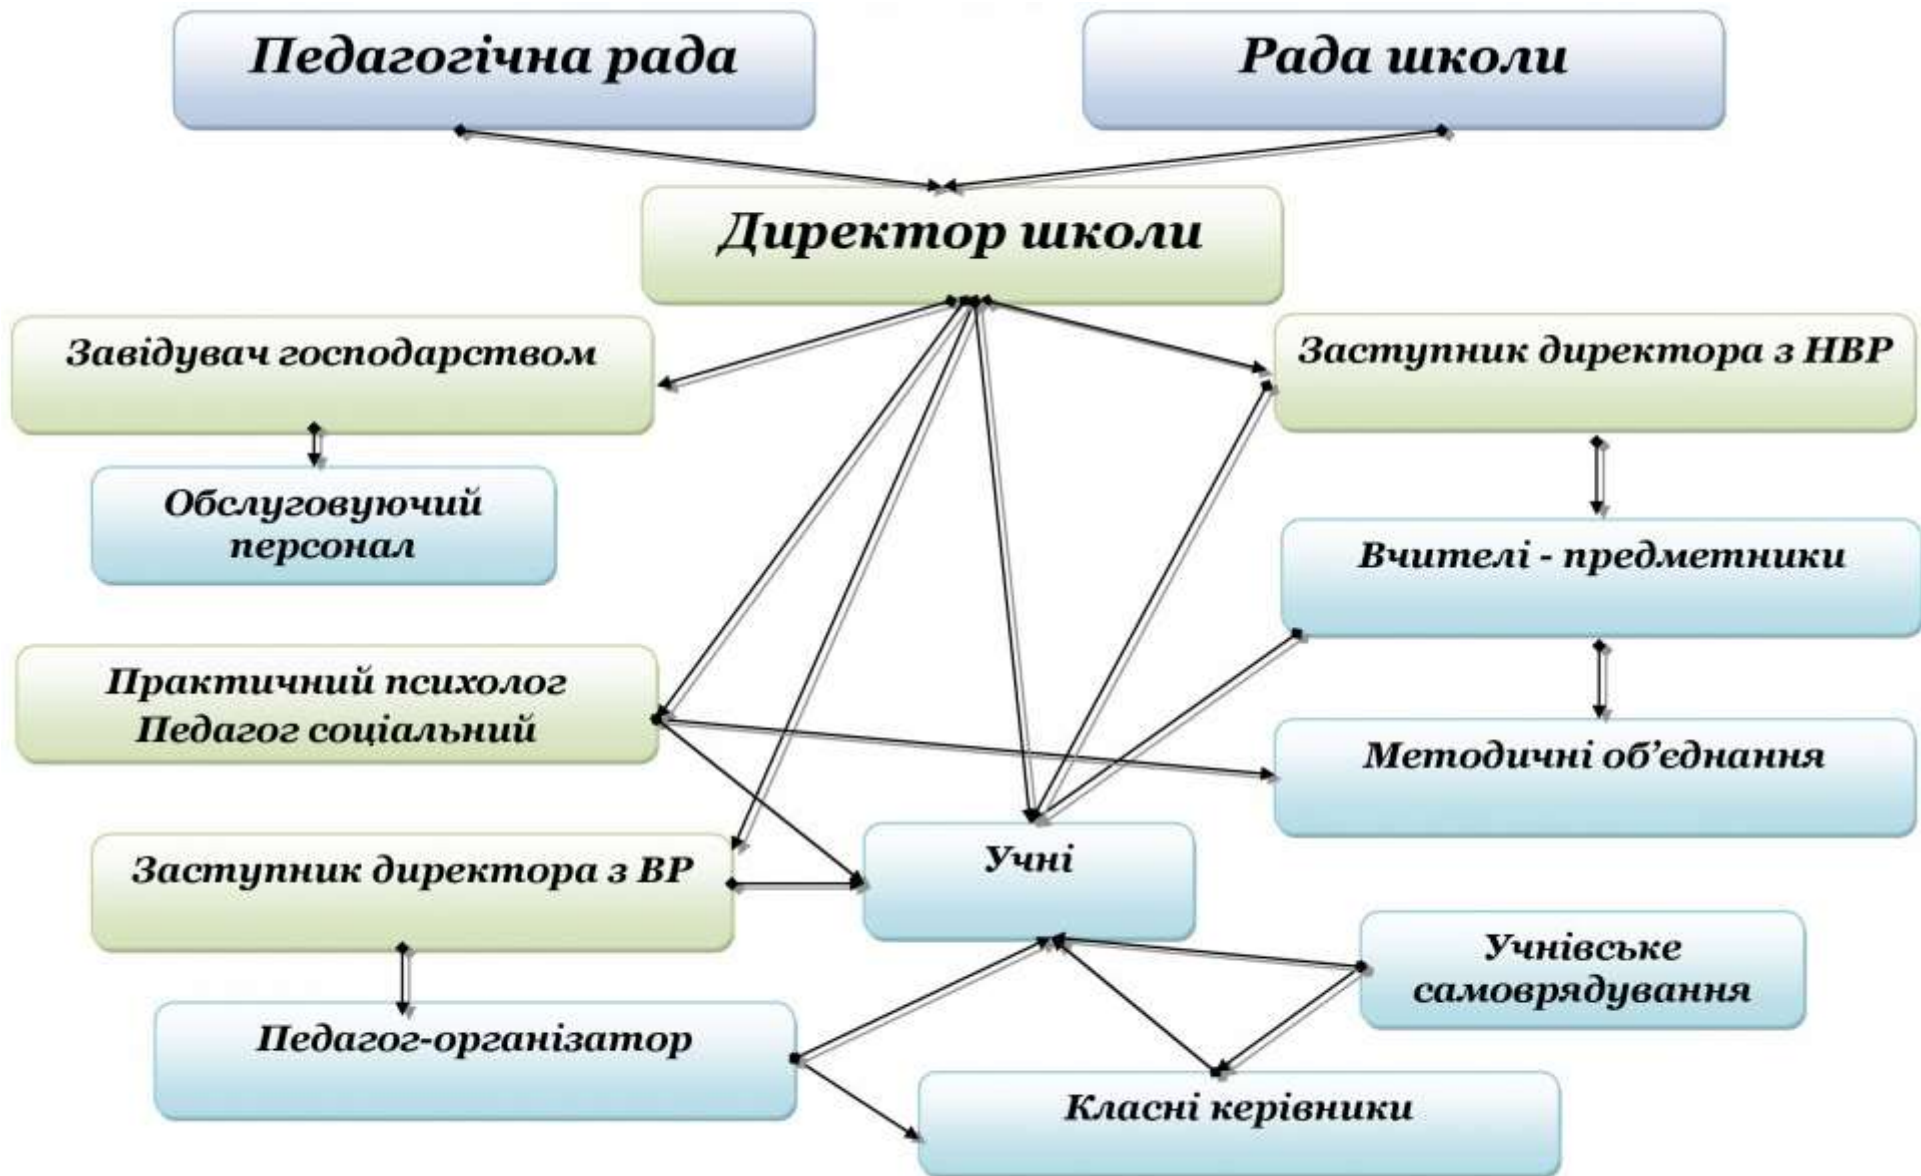 Педагогічна рада
Рада школи
Директор школи
Завідувач господарством
Заступник директора з НВР
Обслуговуючий
персонал
Вчителі - предметники
Практичний психолог
Педагог соціальний
Методичні об’єднання
Заступник директора з ВР
Учні
Учнівське
самоврядування
Педагог-організатор
Класні керівники